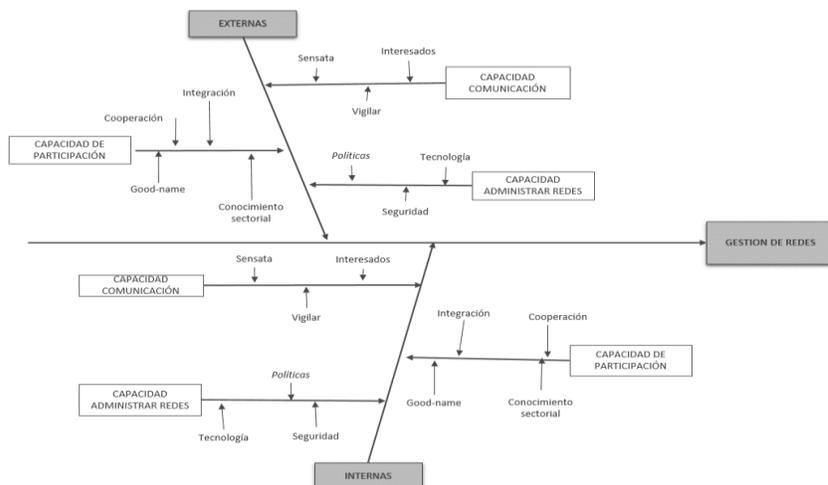 EXTERNAS
Sensata
Interesados
CAPACIDAD
COMUNICACIÓN
Vigilar
Integración
Cooperación
CAPACIDAD DE
PARTICIPACIÓN
Good-name
Conocimiento
sectorial
Políticas
Tecnología
CAPACIDAD
ADMINISTRAR REDES
Seguridad
GESTION DE REDES
Sensata
Interesados
CAPACIDAD
COMUNICACIÓN
Vigilar
Integración
Cooperación
CAPACIDAD DE
PARTICIPACIÓN
Good-name
Conocimiento
sectorial
Políticas
CAPACIDAD
ADMINISTRAR REDES
Tecnología
Seguridad
INTERNAS